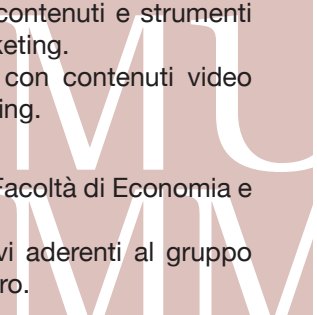 contenuti e strumenti
keting.
con contenuti video
ing.
Facoltà di Economia e
vi aderenti al gruppo
ro.